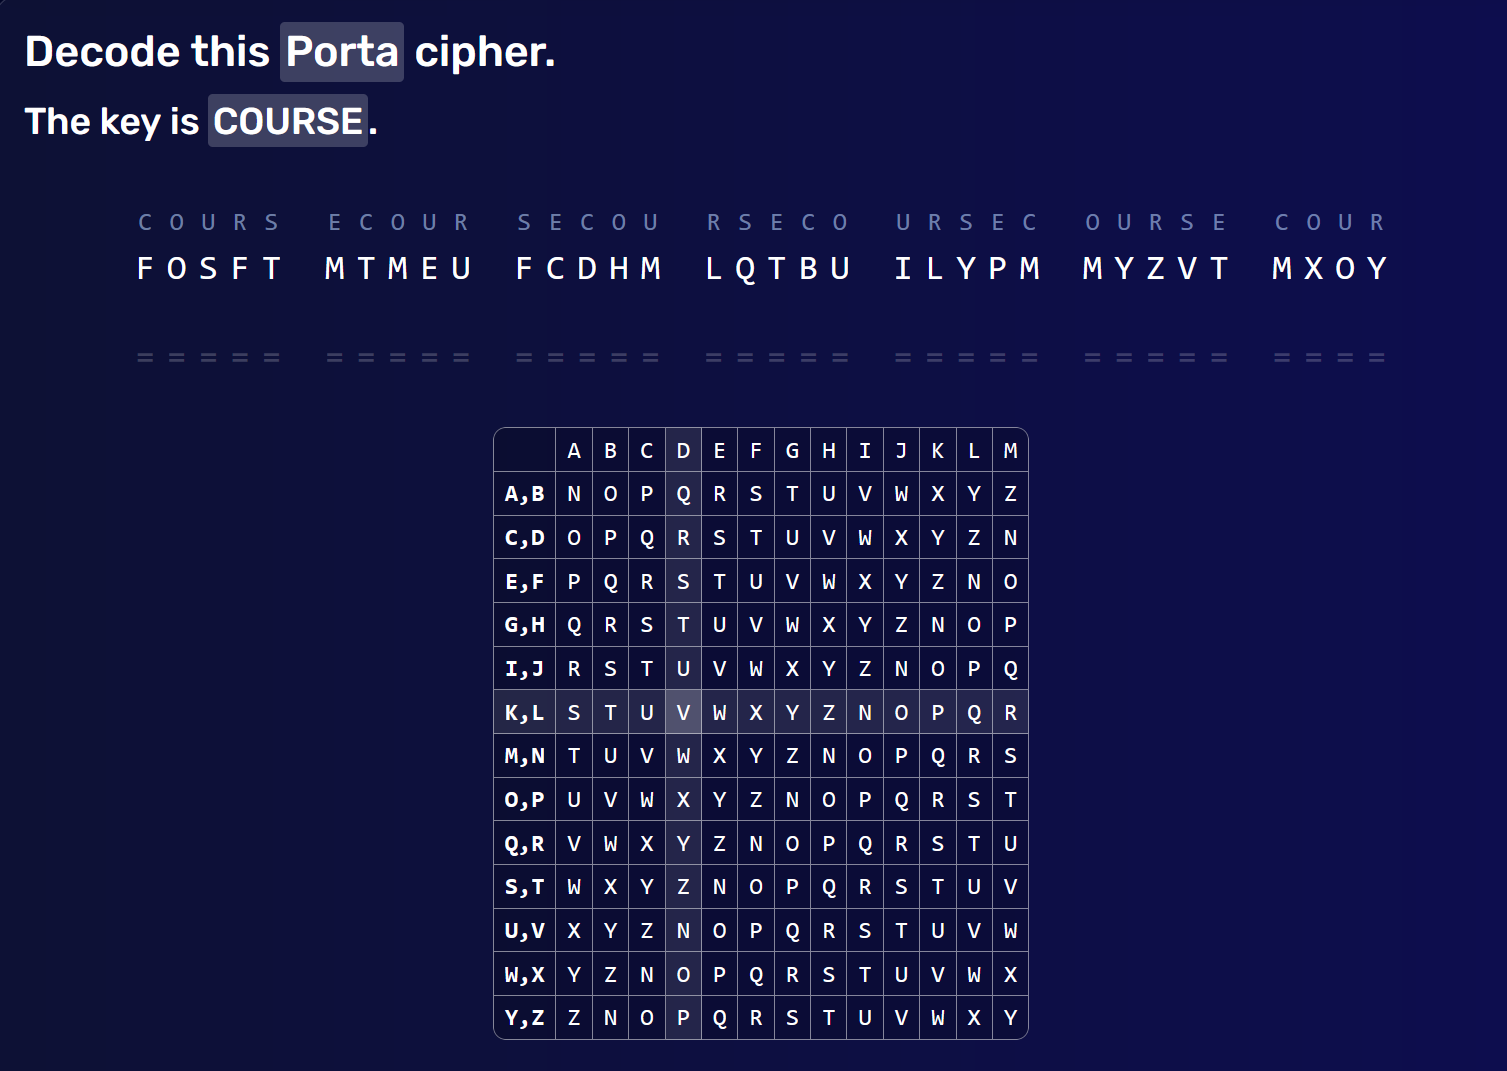 Decode this Porta cipher.
The key is COURSE.
C O U R S E C O U R S E C O U R S E C O U R S E C O U R S E C O U R
F O S F T M T M E U F C D H M L Q T B U I L Y P M M Y Z V T M X O Y
= = = = = = = = = = = = = = = = = = = = = = = = = = = = = = = = = =
A B C D E F G H I J K L M
A,B N O P Q R S T U V W X Y Z
C,D O P Q R S T U V W X Y Z N
E,F P Q R S T U V W X Y Z N O
G,H Q R S T U V W X Y Z N O P
I,J R S T U V W X Y Z N O P Q
K,L S T U V W X Y Z N O P Q R
M,N T U V W X Y Z N O P Q R S
O,P U V W X Y Z N O P Q R S T
Q,R V W X Y Z N O P Q R S T U
S,T W X Y Z N O P Q R S T U V
U,V X Y Z N O P Q R S T U V W
W,X Y Z N O P Q R S T U V W X
Y,Z Z N O P Q R S T U V W X Y